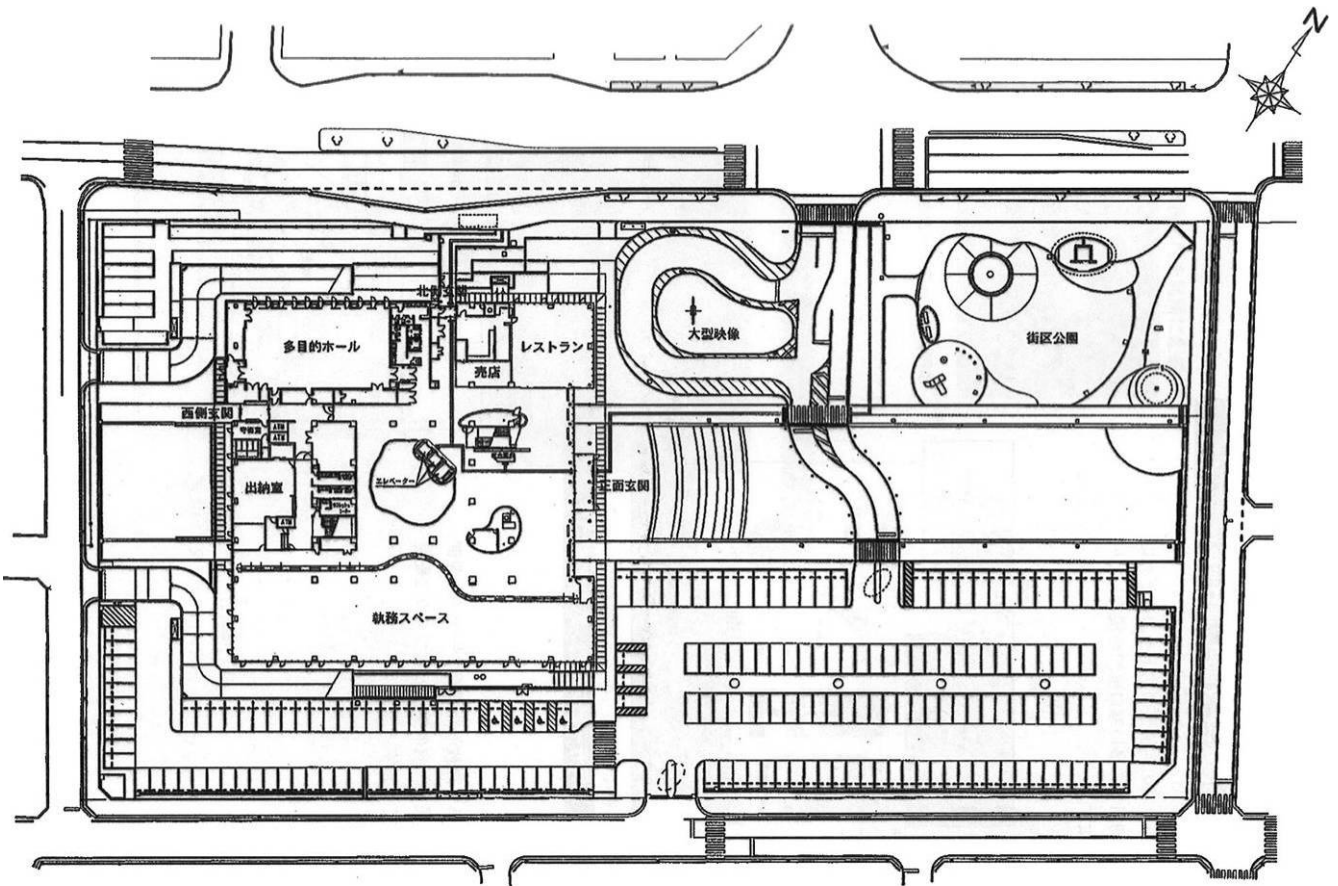 N
北側玄関
多目的ホール
レストラン
売店
大型映像
街区公園
西側玄関
ATM
ATM
エレベーター
正面玄関
出納室
ATM
執務スペース